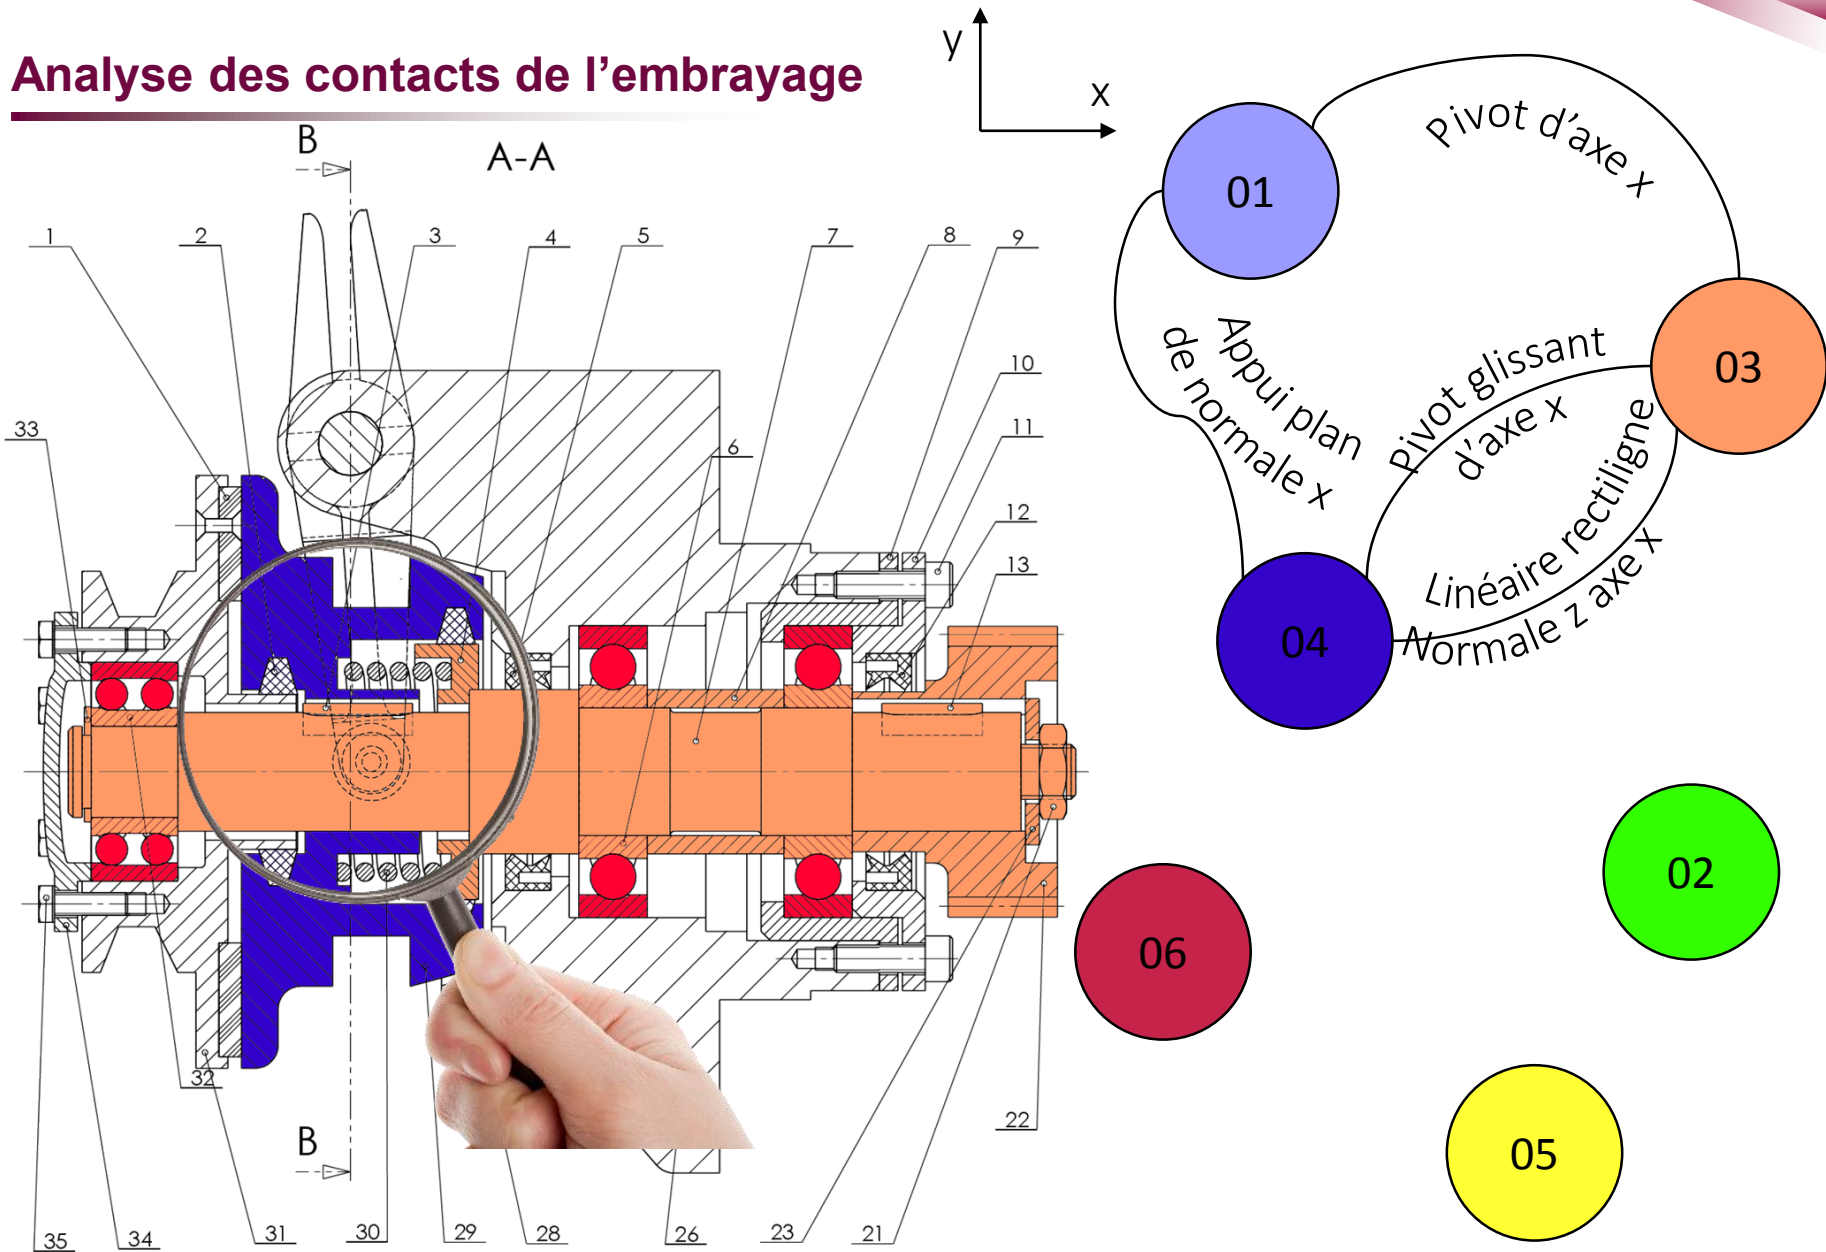 Analyse des contacts de l'embrayage
y
x
B
A-A
1
2
3
4
5
7
8
9
10
11
33
6
12
13
32
22
B
35
34
31
30
29
28
26
23
21
01
Pivot d'axe x
03
Appui plan
de normale x
Pivot glissant
d'axe x
Linéaire rectiligne
Normale z axe x
04
02
06
05